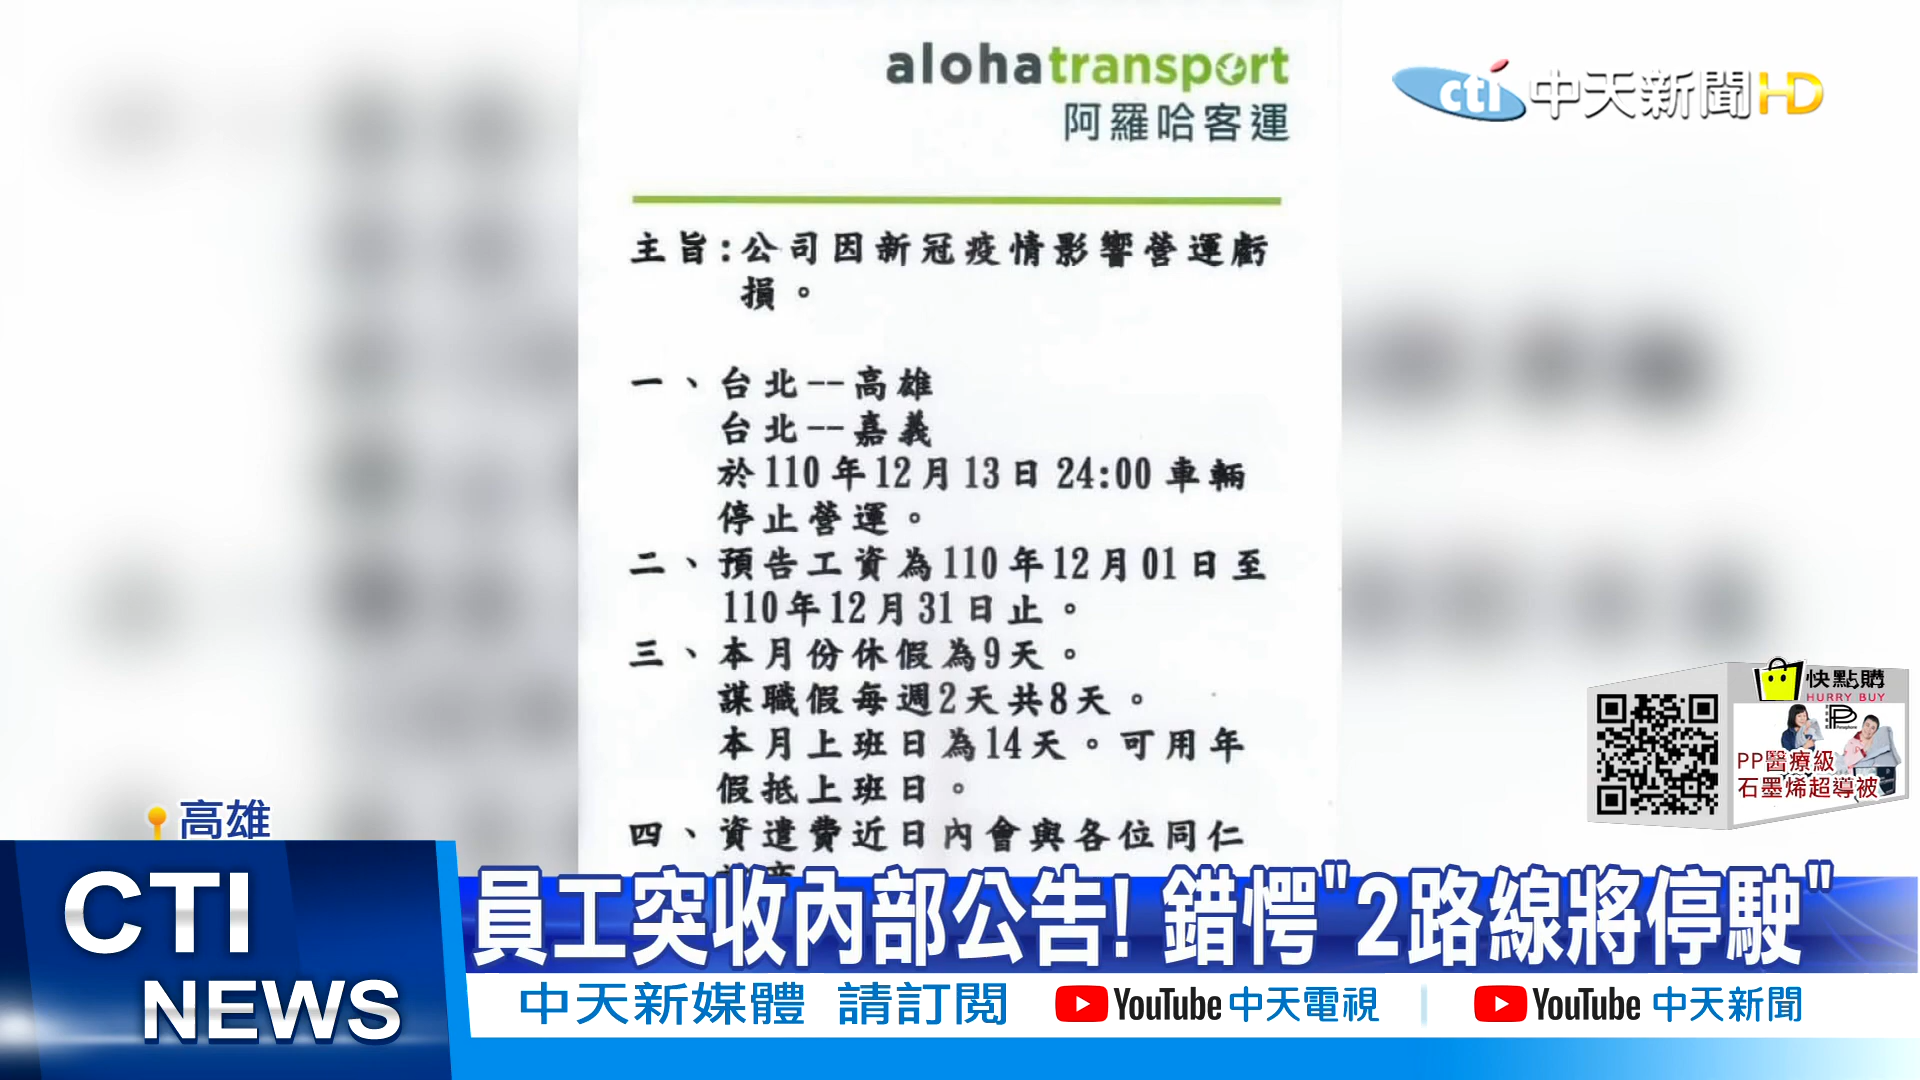 alohatransport
阿羅哈客運
cti 中天新聞HD
主旨:公司因新冠疫情影響營運虧
損。
一、台北--高雄
台北--嘉義
於110年12月13日24:00車輛
停止營運。
二、預告工資為110年12月01日至
110年12月31日止。
三、本月份休假為9天。
謀職假每週2天共8天。
本月上班日為14天。可用年
假抵上班日。
四、資遣費近日內會與各位同仁
快點購
HURRY BUY
PP醫療級
石墨烯超導被
高雄
CTI
NEWS
員工突收內部公告! 錯愕"2路線將停駛"
中天新媒體 請訂閱 YouTube 中天電視 | YouTube 中天新聞